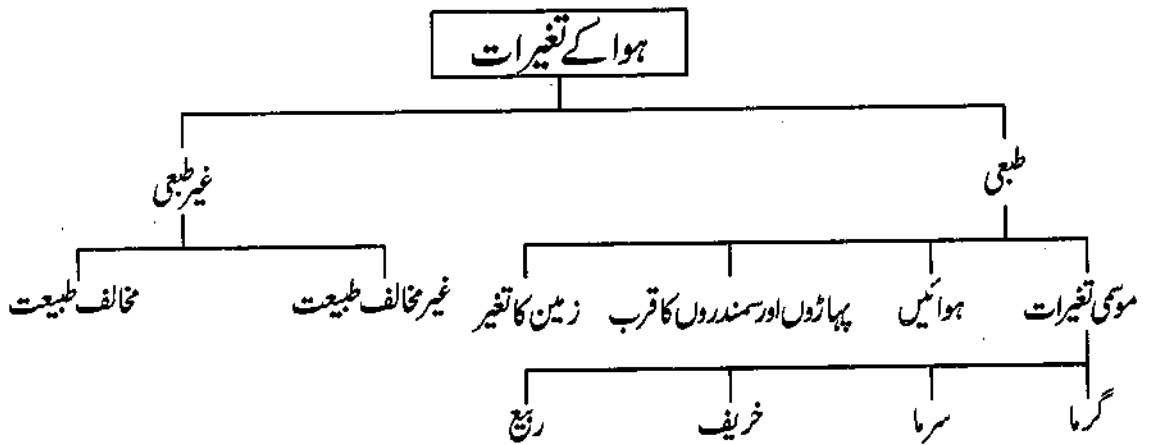 ہوا کے تغیرات
طبعی
غیر طبعی
موسمی تغیرات
ہوائیں
پہاڑوں اور سمندروں کا قرب
زمین کا تغیر
غیر مخالف طبیعت
مخالف طبیعت
گرما
سرما
خریف
ربیع